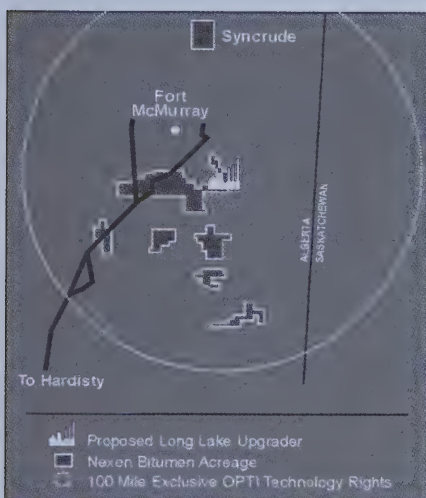 Syncrude
Fort
McMurray
ALBERTA
SASKATCHEWAN
To Hardisty
Proposed Long Lake Upgrader
Nexen Bitumen Acreage
100 Mile Exclusive OPTI Technology Rights